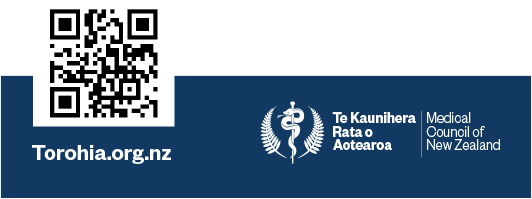 Torohia.org.nz
Te Kaunihera
Rata o
Aotearoa
Medical
Council of
New Zealand